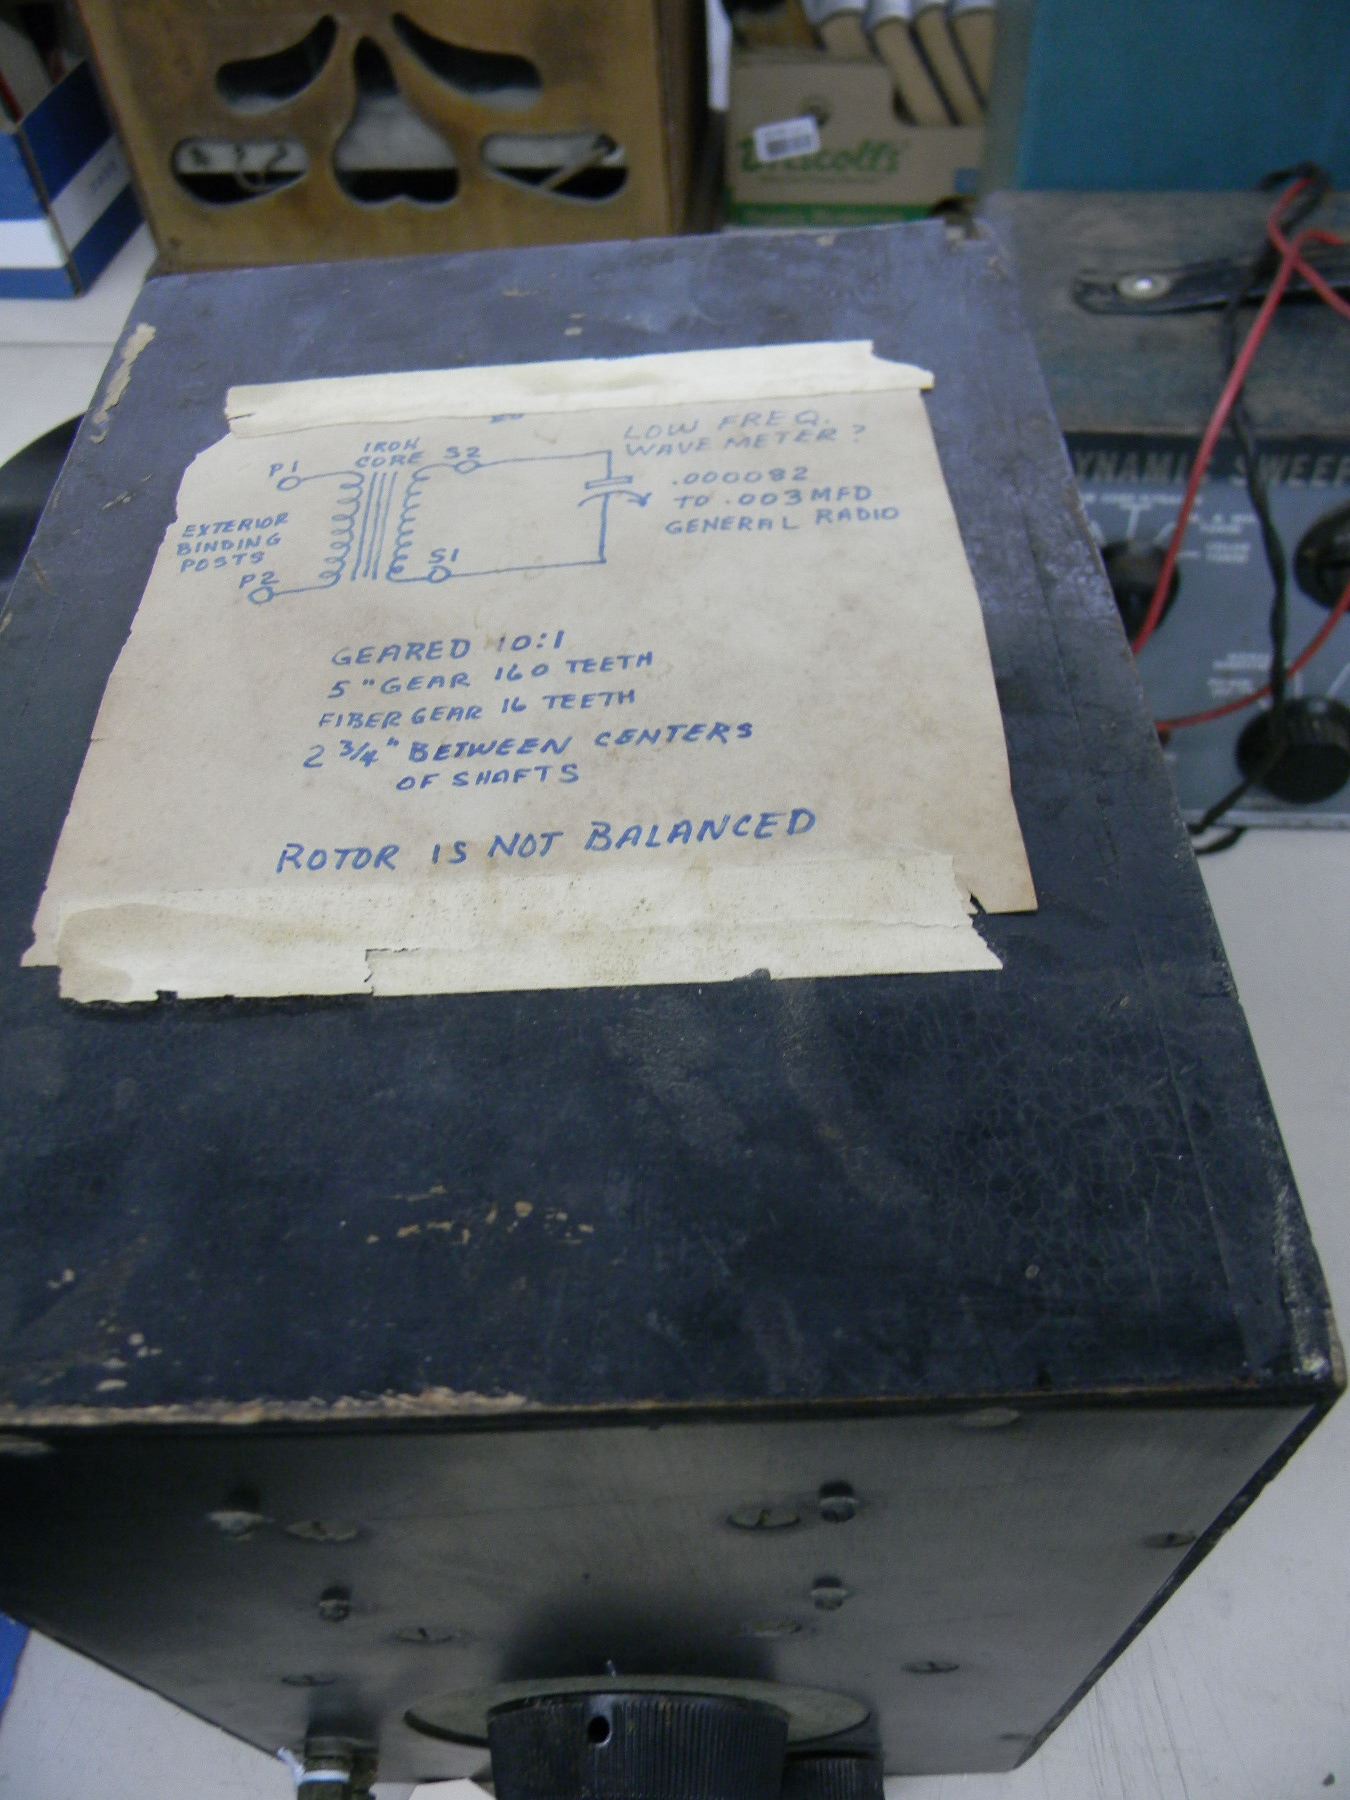 LOW FREQ.
WAVE METER?
.000082
TO .003 MFD
GENERAL RADIO
IRON
CORE
P1
S2
EXTERIOR
BINDING
POSTS
P2
S1
GEARED 10:1
5" GEAR 160 TEETH
FIBER GEAR 16 TEETH
2 3/4" BETWEEN CENTERS
OF SHAFTS
ROTOR IS NOT BALANCED